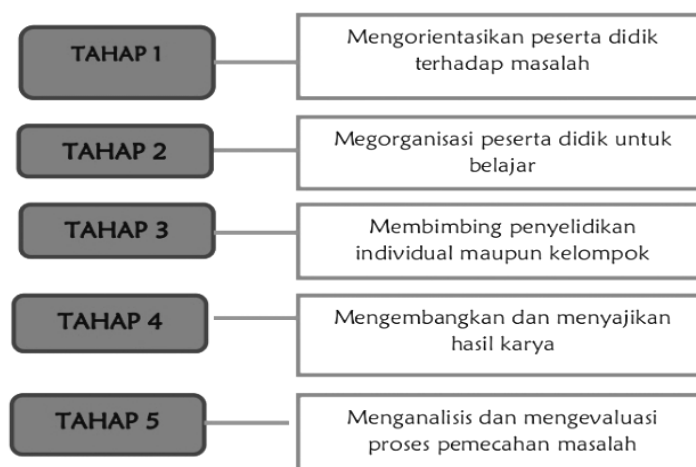 TAHAP 1
Mengorientasikan peserta didik
terhadap masalah
TAHAP 2
Megorganisasi peserta didik untuk
belajar
TAHAP 3
Membimbing penyelidikan
individual maupun kelompok
TAHAP 4
Mengembangkan dan menyajikan
hasil karya
TAHAP 5
Menganalisis dan mengevaluasi
proses pemecahan masalah